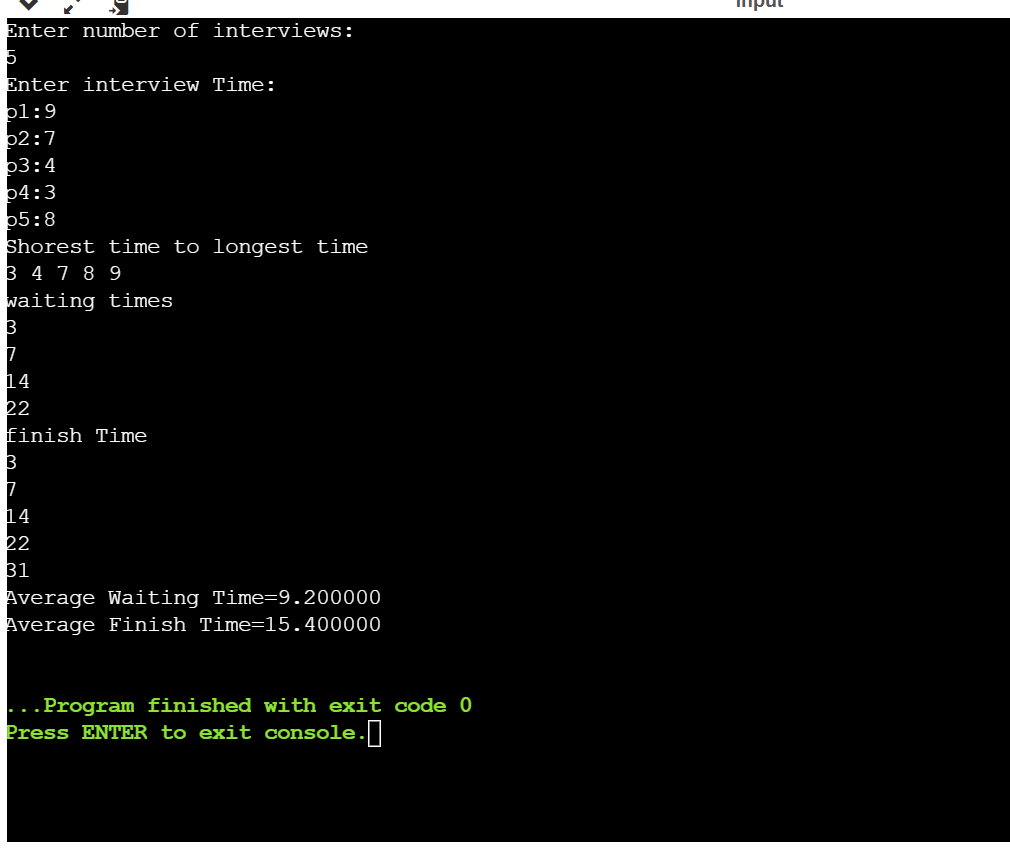 input
Enter number of interviews:
5
Enter interview Time:
p1:9
p2:7
p3:4
p4:3
p5:8
Shorest time to longest time
3 4 7 8 9
waiting times
3
7
14
22
finish Time
3
7
14
22
31
Average Waiting Time=9.200000
Average Finish Time=15.400000
...Program finished with exit code 0
Press ENTER to exit console.